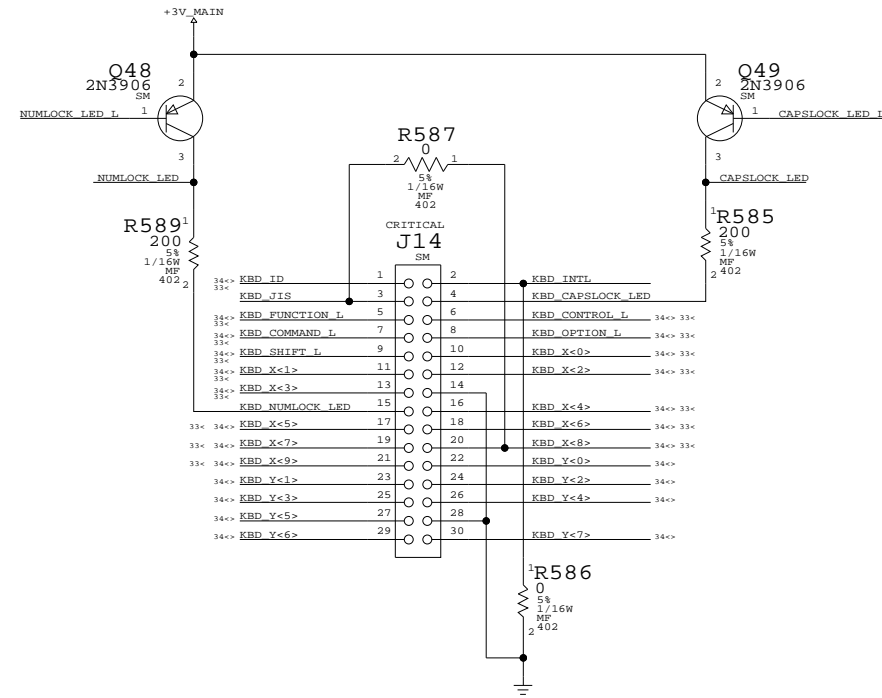 +3V_MAIN
Q48
2N3906
SM
2
1
3
NUMLOCK_LED_L
NUMLOCK_LED
Q49
2N3906
SM
2
1
3
CAPSLOCK_LED_L
CAPSLOCK_LED
R587
0
2 1
5%
1/16W
MF
402
R589
1
200
5%
1/16W
MF
402
2
R585
1
200
5%
1/16W
MF
402
2
CRITICAL
J14
SM
34<> KBD_ID 1 2 KBD_INTL
33<
KBD_JIS 3 4 KBD_CAPSLOCK_LED
34<> KBD_FUNCTION_L 5 6 KBD_CONTROL_L 34<> 33<
33<
34<> KBD_COMMAND_L 7 8 KBD_OPTION_L 34<> 33<
33<
34<> KBD_SHIFT_L 9 10 KBD_X<0> 34<> 33<
33<
34<> KBD_X<1> 11 12 KBD_X<2> 34<> 33<
33<
34<> KBD_X<3> 13 14
33<
KBD_NUMLOCK_LED 15 16 KBD_X<4> 34<> 33<
33< 34<> KBD_X<5> 17 18 KBD_X<6> 34<> 33<
33< 34<> KBD_X<7> 19 20 KBD_X<8> 34<> 33<
33< 34<> KBD_X<9> 21 22 KBD_Y<0> 34<>
34<> KBD_Y<1> 23 24 KBD_Y<2> 34<>
34<> KBD_Y<3> 25 26 KBD_Y<4> 34<>
34<> KBD_Y<5> 27 28
34<> KBD_Y<6> 29 30 KBD_Y<7> 34<>
R586
1
0
5%
1/16W
MF
402
2